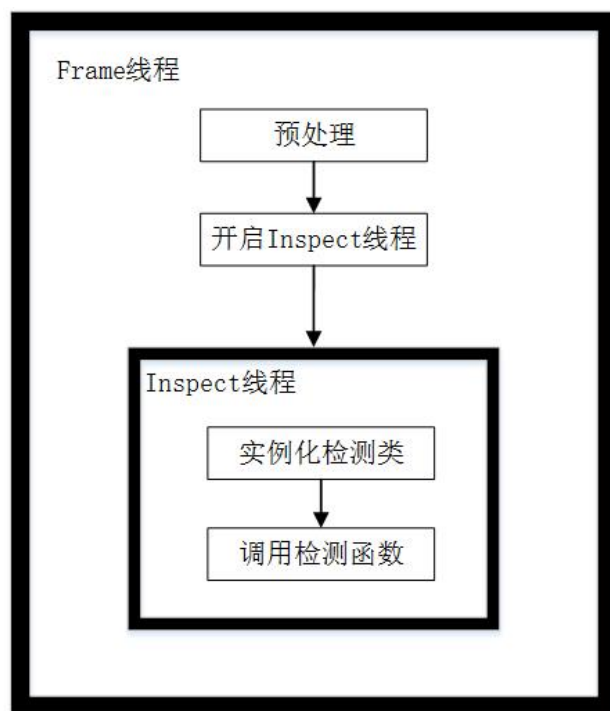 Frame线程
预处理
开启Inspect线程
Inspect线程
实例化检测类
调用检测函数